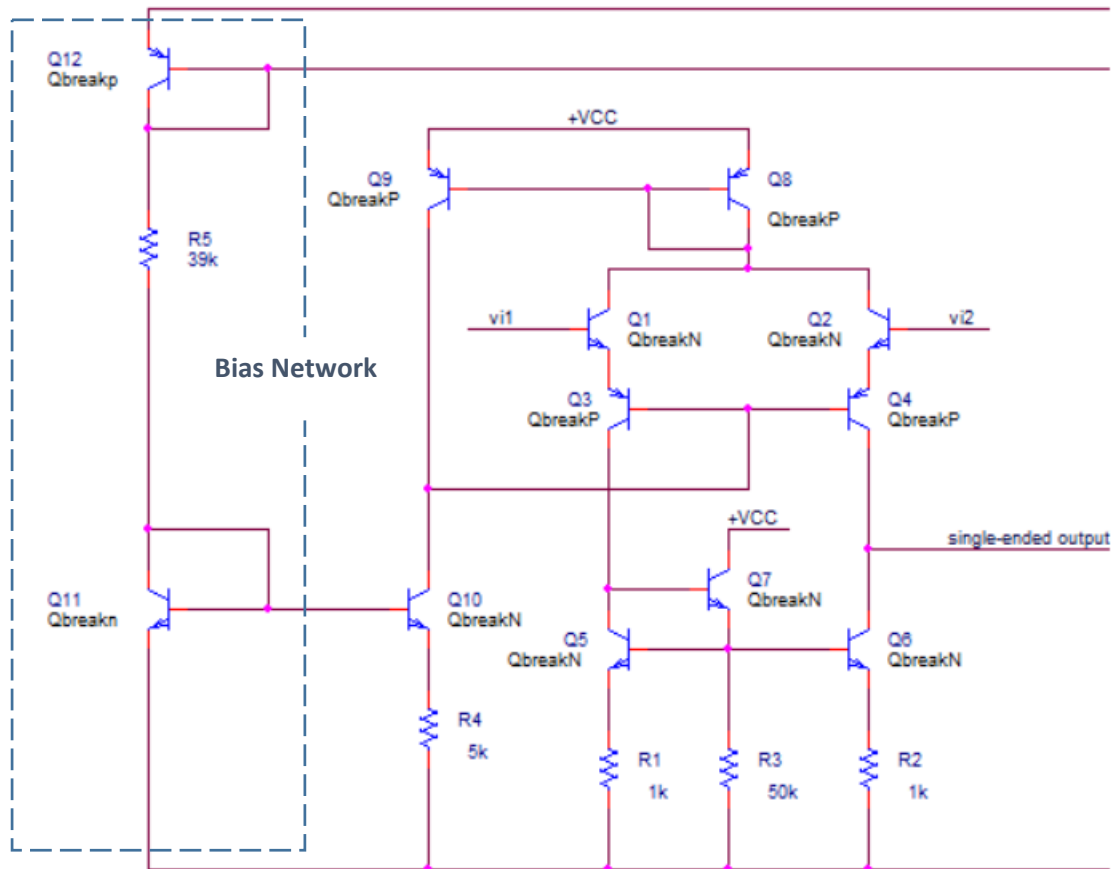 Q12
Qbreakp
+VCC
Q9
QbreakP
Q8
QbreakP
R5
39k
vi1
Q1
QbreakN
Q2
QbreakN
vi2
Bias Network
Q3
QbreakP
Q4
QbreakP
+VCC
single-ended output
Q11
Qbreakn
Q10
QbreakN
Q7
QbreakN
Q5
QbreakN
Q6
QbreakN
R4
5k
R1
1k
R3
50k
R2
1k